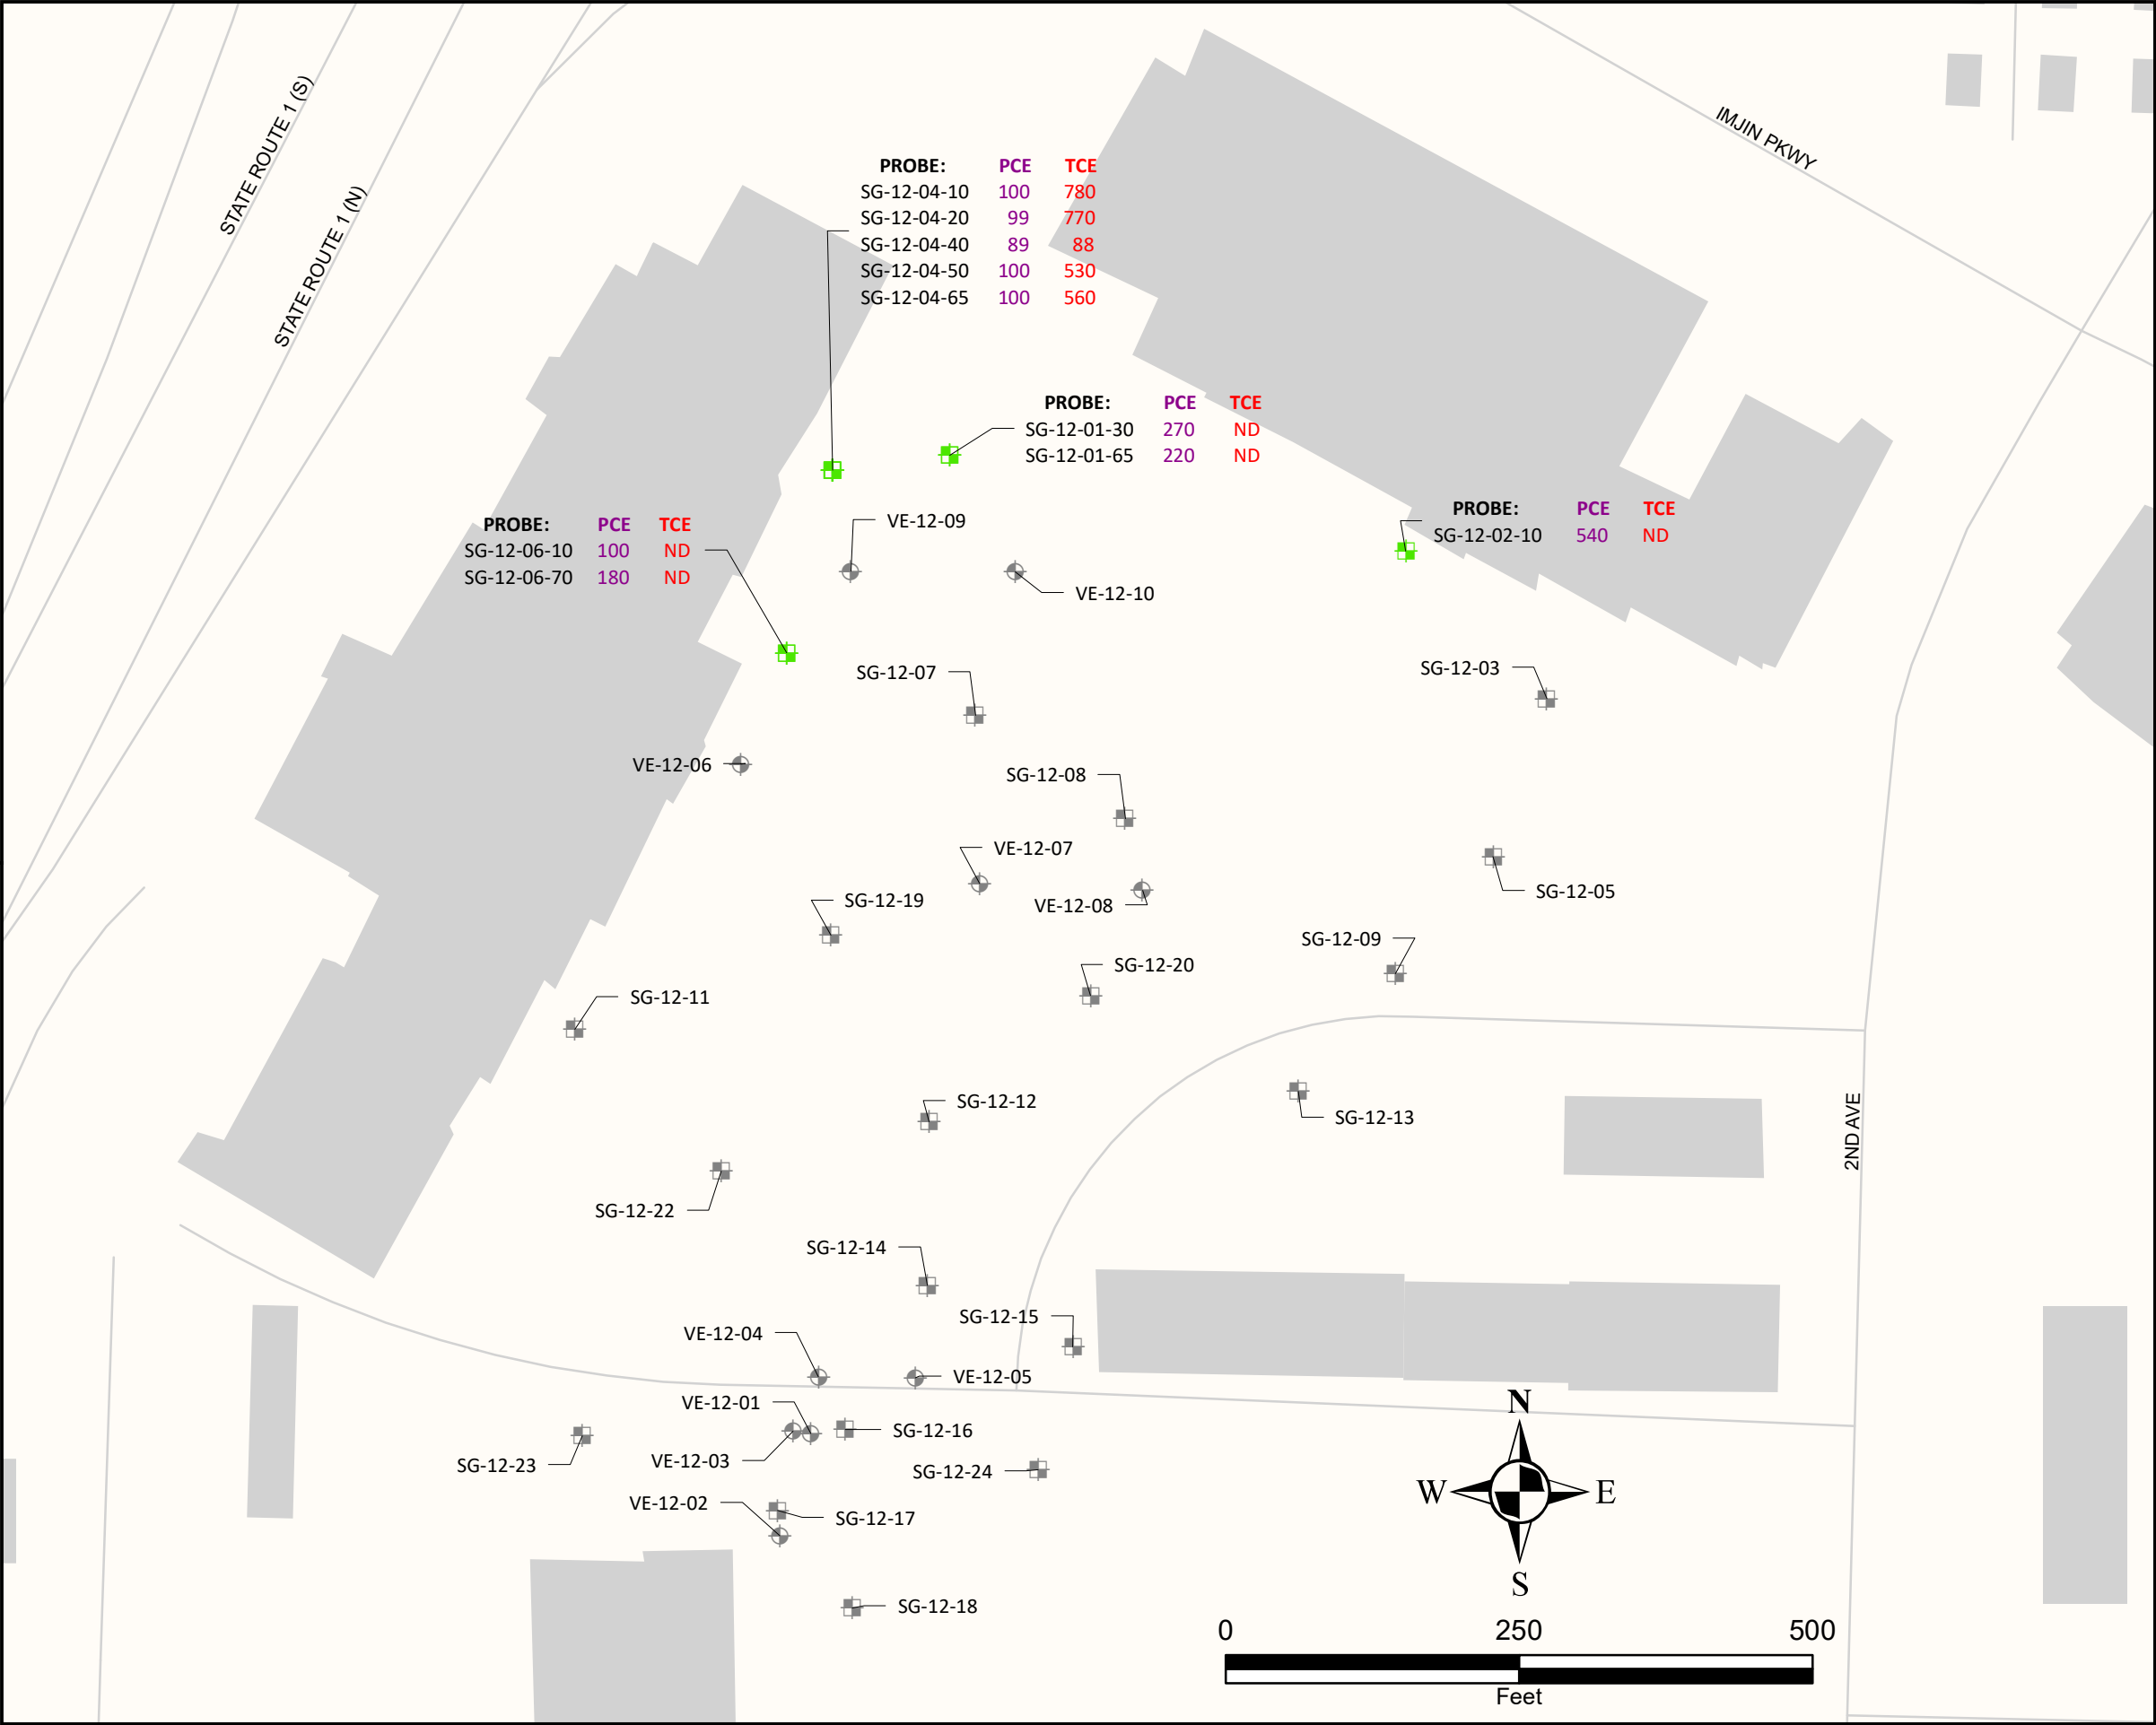 STATE ROUTE 1 (S)
STATE ROUTE 1 (N)
IMJIN PKWY
PROBE: PCE TCE
SG-12-04-10 100 780
SG-12-04-20 99 770
SG-12-04-40 89 88
SG-12-04-50 100 530
SG-12-04-65 100 560
PROBE: PCE TCE
SG-12-01-30 270 ND
SG-12-01-65 220 ND
PROBE: PCE TCE
SG-12-02-10 540 ND
PROBE: PCE TCE
SG-12-06-10 100 ND
SG-12-06-70 180 ND
VE-12-09
VE-12-10
SG-12-07
SG-12-03
VE-12-06
SG-12-08
VE-12-07
SG-12-05
SG-12-19
VE-12-08
SG-12-09
SG-12-20
SG-12-11
SG-12-12
SG-12-13
2ND AVE
SG-12-22
SG-12-14
SG-12-15
VE-12-04
VE-12-05
VE-12-01
SG-12-16
VE-12-03
SG-12-23
SG-12-24
VE-12-02
SG-12-17
SG-12-18
N
W E
S
0 250 500
Feet